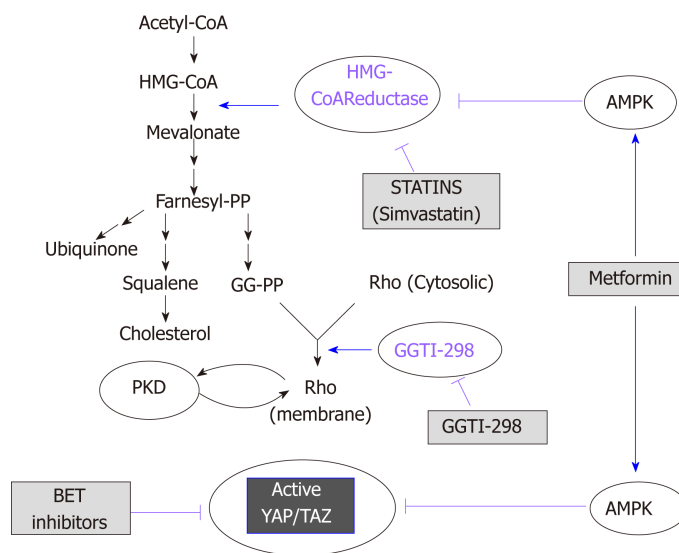 Acetyl-CoA
HMG-CoA
HMG-
CoAReductase
AMPK
Mevalonate
STATINS
(Simvastatin)
Farnesyl-PP
Ubiquinone
Squalene
GG-PP
Rho (Cytosolic)
Metformin
Cholesterol
GGTI-298
PKD
Rho
(membrane)
GGTI-298
BET
inhibitors
Active
YAP/TAZ
AMPK